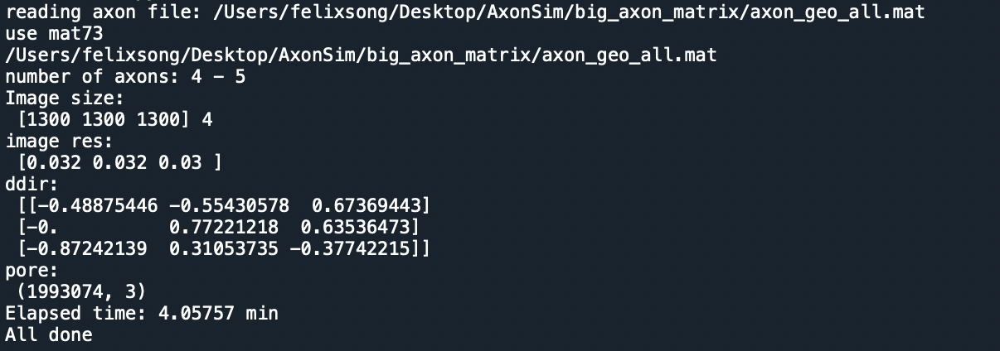 reading axon file: /Users/felixsong/Desktop/AxonSim/big_axon_matrix/axon_geo_all.mat
use mat73
/Users/felixsong/Desktop/AxonSim/big_axon_matrix/axon_geo_all.mat
number of axons: 4 – 5
Image size:
 [1300 1300 1300] 4
image res:
 [0.032 0.032 0.03 ]
ddir:
 [[-0.48875446 -0.55430578  0.67369443]
 [-0.          0.77221218  0.63536473]
 [-0.87242139  0.31053735 -0.37742215]]
pore:
 (1993074, 3)
Elapsed time: 4.05757 min
All done